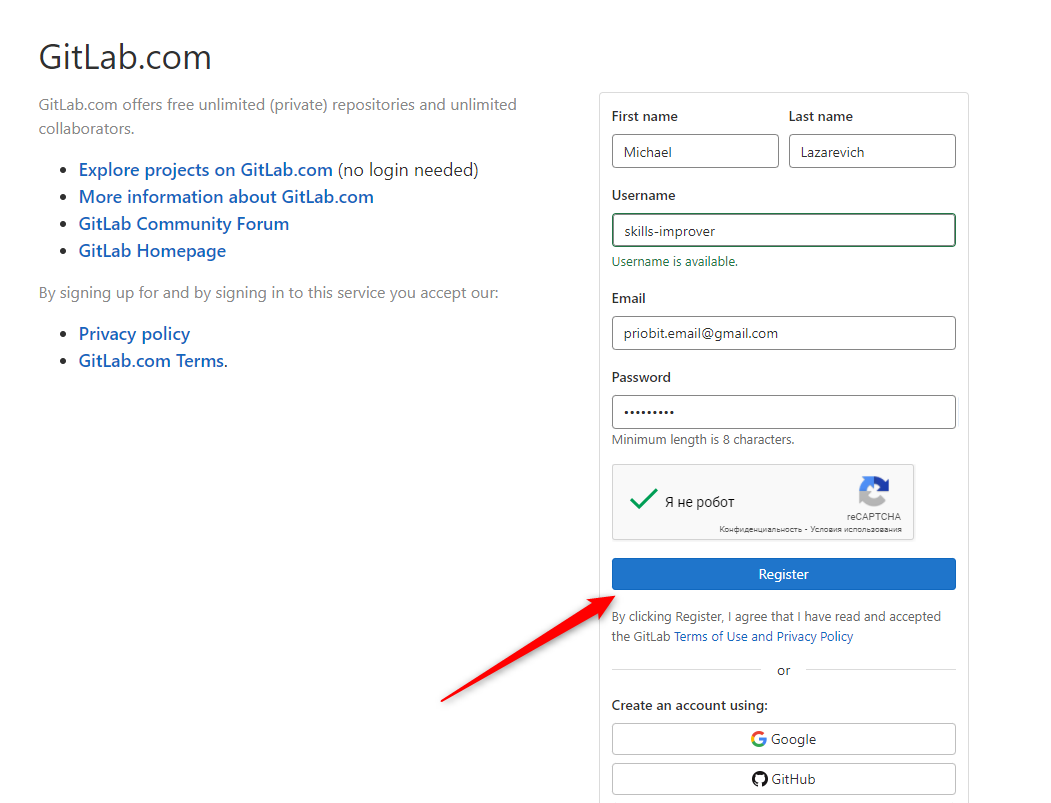 GitLab.com
GitLab.com offers free unlimited (private) repositories and unlimited
collaborators.
Explore projects on GitLab.com (no login needed)
More information about GitLab.com
GitLab Community Forum
GitLab Homepage
By signing up for and by signing in to this service you accept our:
Privacy policy
GitLab.com Terms.
First name Last name
Michael Lazarevich
Username
skills-improver
Username is available.
Email
priobit.email@gmail.com
Password
•••••••••
Minimum length is 8 characters.
Я не робот
reCAPTCHA
Конфиденциальность - Условия использования
Register
By clicking Register, I agree that I have read and accepted
the GitLab Terms of Use and Privacy Policy
or
Create an account using:
Google
GitHub